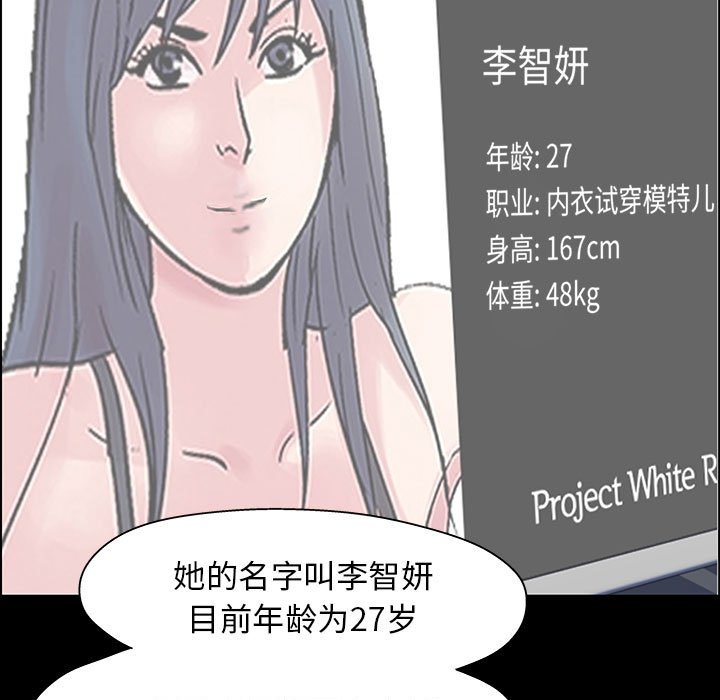 李智妍
年龄: 27
职业: 内衣试穿模特儿
身高: 167cm
体重: 48kg
Project White R
她的名字叫李智妍
目前年龄为27岁